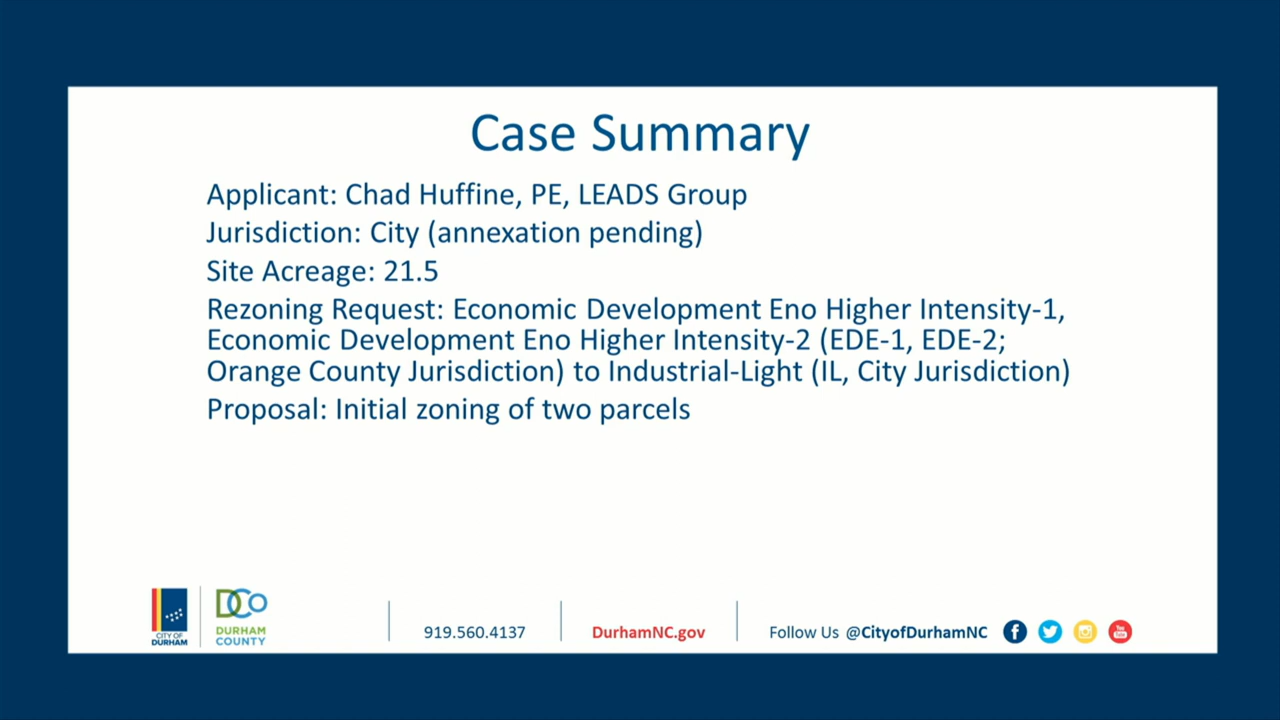 Case Summary
Applicant: Chad Huffine, PE, LEADS Group
Jurisdiction: City (annexation pending)
Site Acreage: 21.5
Rezoning Request: Economic Development Eno Higher Intensity-1,
Economic Development Eno Higher Intensity-2 (EDE-1, EDE-2;
Orange County Jurisdiction) to Industrial-Light (IL, City Jurisdiction)
Proposal: Initial zoning of two parcels
CITY OF
DURHAM
DCo
DURHAM
COUNTY
919.560.4137
DurhamNC.gov
Follow Us @CityofDurhamNC
You
Tube